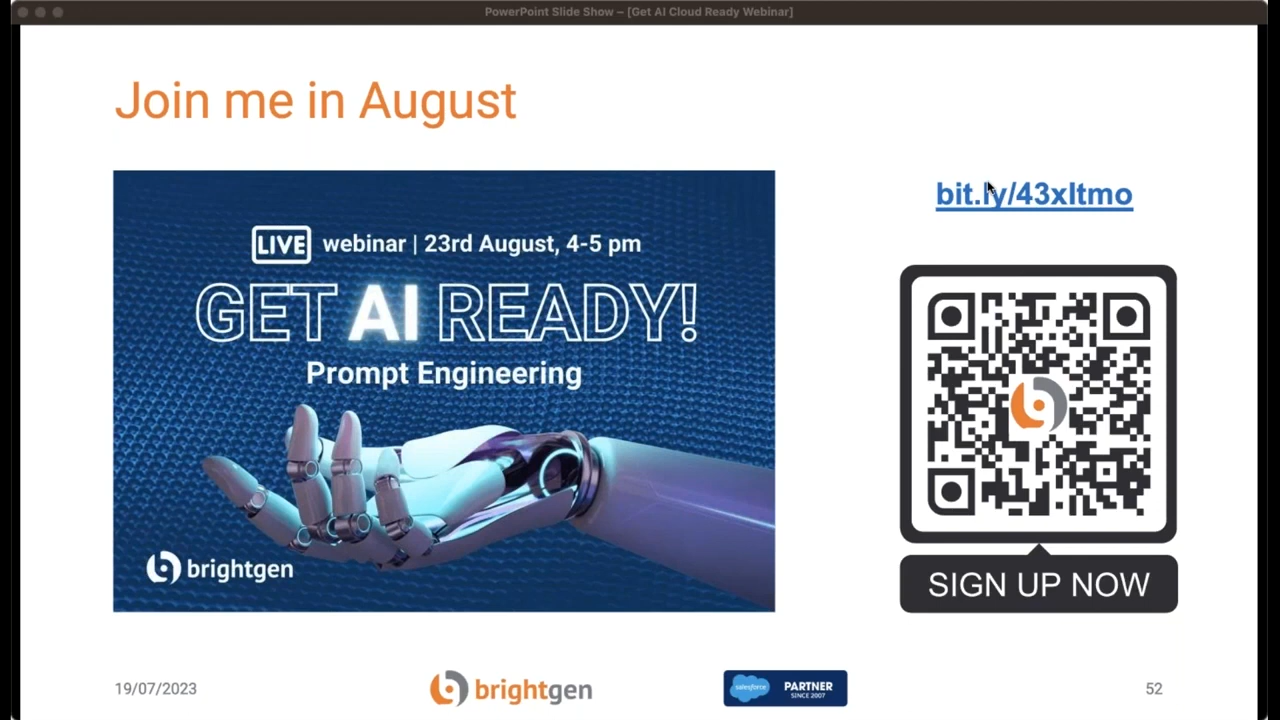 PowerPoint Slide Show – [Get AI Cloud Ready Webinar]
Join me in August
LIVE webinar | 23rd August, 4-5 pm
GET AI READY!
Prompt Engineering
brightgen
bit.ly/43xItmo
SIGN UP NOW
19/07/2023
brightgen
salesforce
PARTNER
SINCE 2007
52